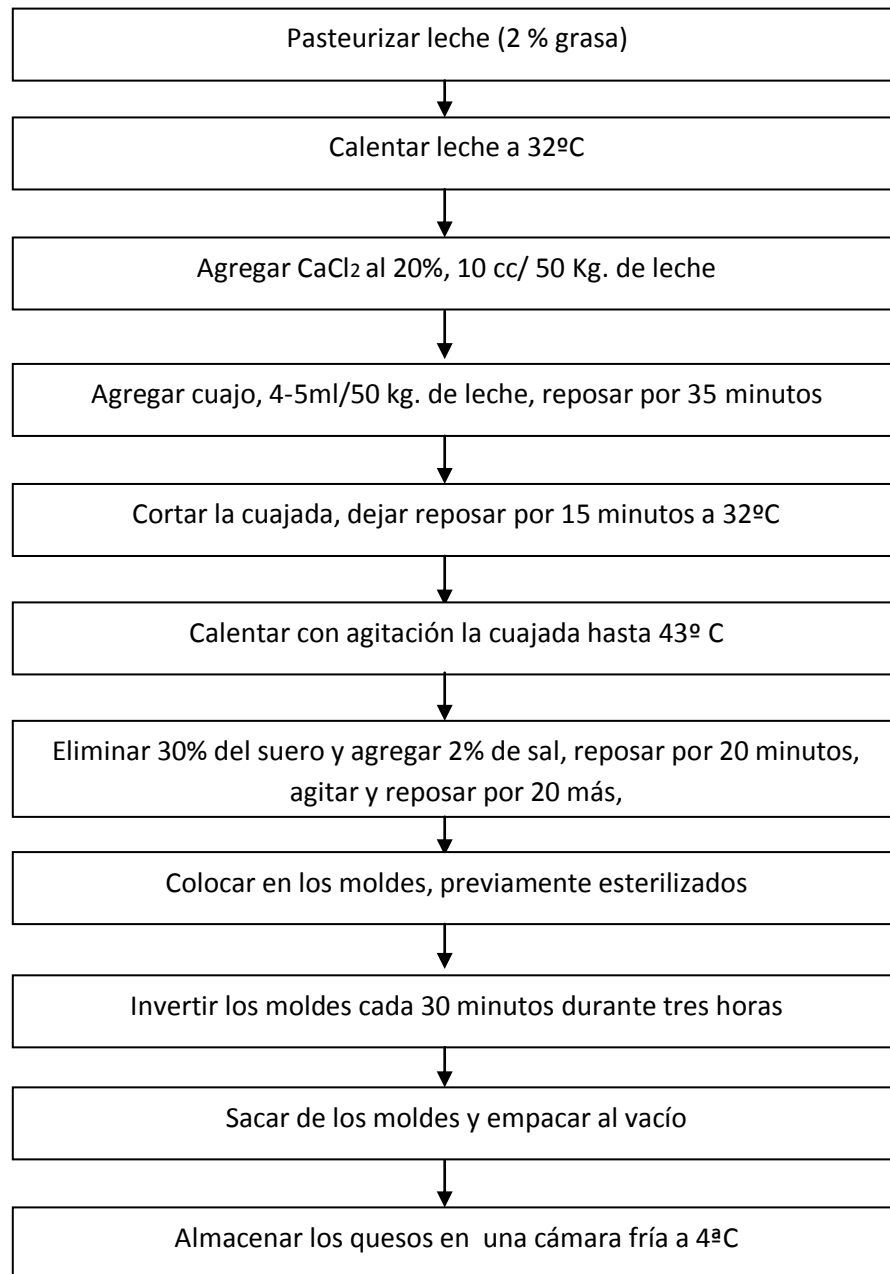 Pasteurizar leche (2 % grasa)
Calentar leche a 32ºC
Agregar CaCl2 al 20%, 10 cc/ 50 Kg. de leche
Agregar cuajo, 4-5ml/50 kg. de leche, reposar por 35 minutos
Cortar la cuajada, dejar reposar por 15 minutos a 32ºC
Calentar con agitación la cuajada hasta 43º C
Eliminar 30% del suero y agregar 2% de sal, reposar por 20 minutos,
agitar y reposar por 20 más,
Colocar en los moldes, previamente esterilizados
Invertir los moldes cada 30 minutos durante tres horas
Sacar de los moldes y empacar al vacío
Almacenar los quesos en  una cámara fría a 4ªC